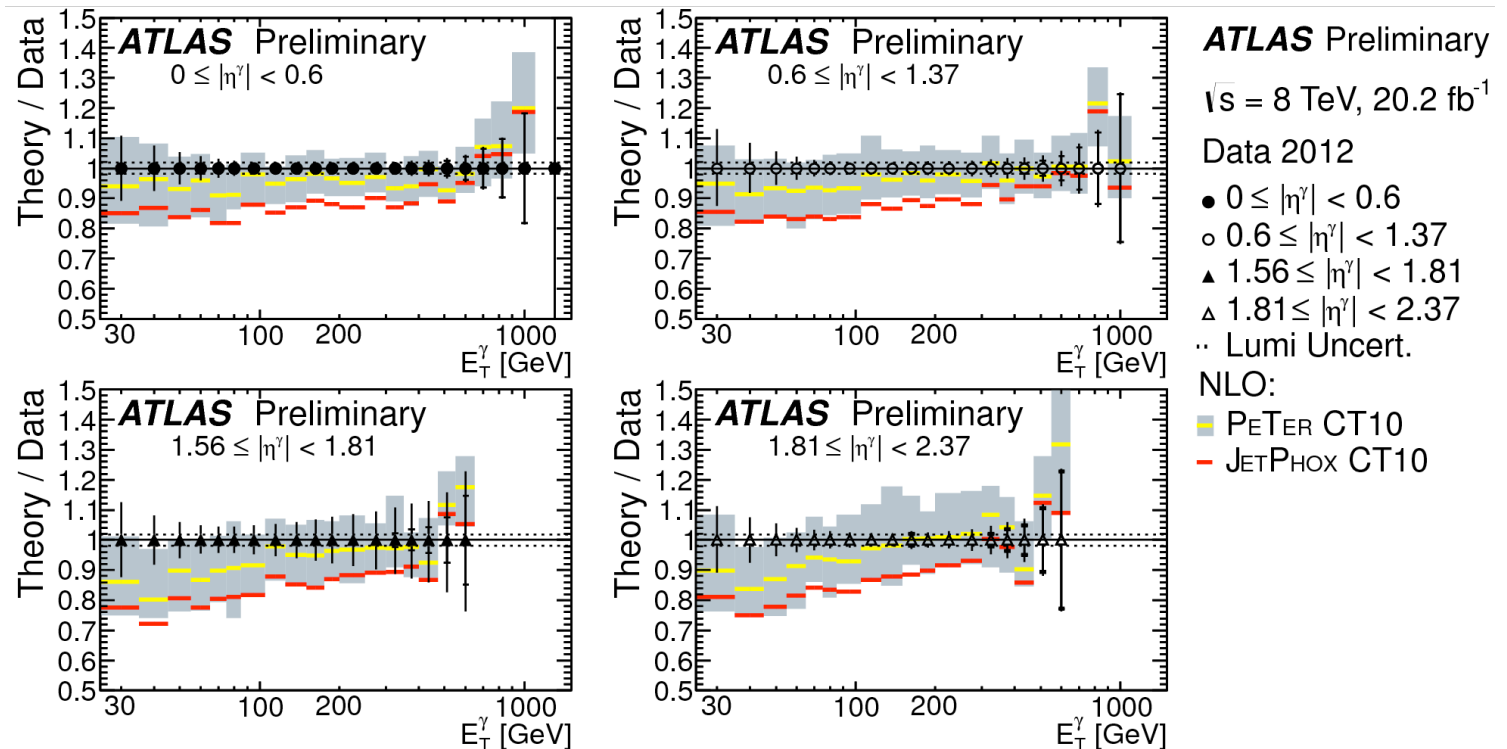 ATLAS Preliminary
0 ≤ |η^γ| < 0.6
Theory / Data
1.5
1.4
1.3
1.2
1.1
1
0.9
0.8
0.7
0.6
0.5
30
100
200
1000
E_T^γ [GeV]
ATLAS Preliminary
0.6 ≤ |η^γ| < 1.37
Theory / Data
1.5
1.4
1.3
1.2
1.1
1
0.9
0.8
0.7
0.6
0.5
30
100
200
1000
E_T^γ [GeV]
ATLAS Preliminary
1.56 ≤ |η^γ| < 1.81
Theory / Data
1.5
1.4
1.3
1.2
1.1
1
0.9
0.8
0.7
0.6
0.5
30
100
200
1000
E_T^γ [GeV]
ATLAS Preliminary
1.81 ≤ |η^γ| < 2.37
Theory / Data
1.5
1.4
1.3
1.2
1.1
1
0.9
0.8
0.7
0.6
0.5
30
100
200
1000
E_T^γ [GeV]
ATLAS Preliminary
√s = 8 TeV, 20.2 fb⁻¹
Data 2012
0 ≤ |η^γ| < 0.6
0.6 ≤ |η^γ| < 1.37
1.56 ≤ |η^γ| < 1.81
1.81 ≤ |η^γ| < 2.37
Lumi Uncert.
NLO:
PETER CT10
JETPHOX CT10